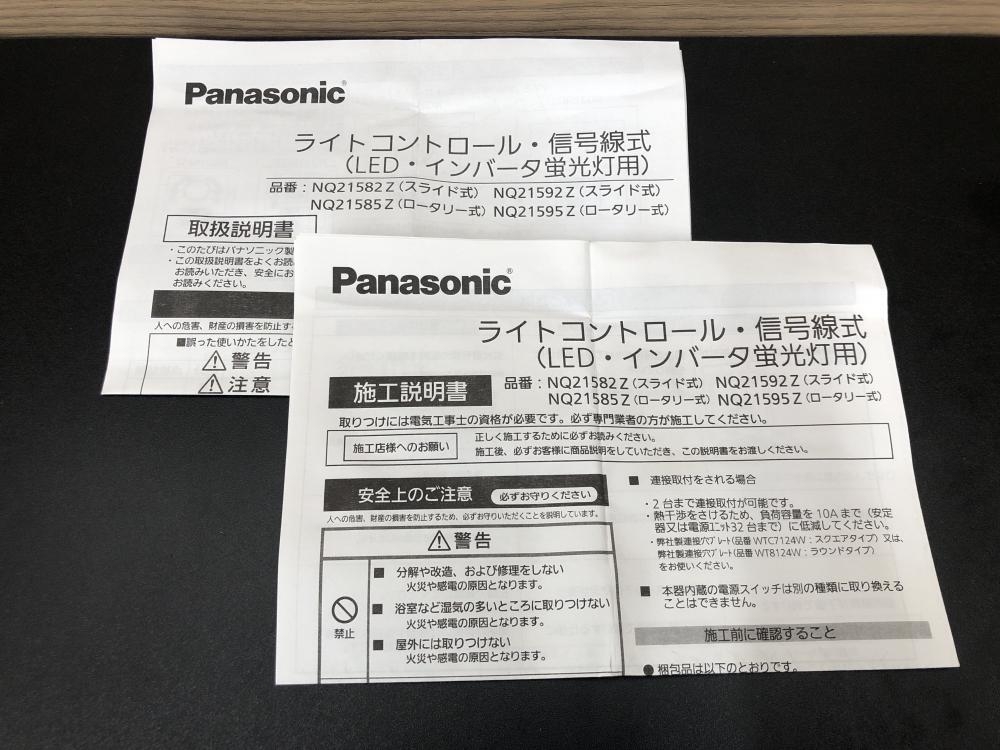 Panasonic®
ライトコントロール・信号線式
（LED・インバータ蛍光灯用）
品番：NQ21582Z（スライド式） NQ21592Z（スライド式）
NQ21585Z（ロータリー式） NQ21595Z（ロータリー式）
取扱説明書
・このたびはパナソニック製
・この取扱説明書をよくお読
お読みいただき、安全にお
お読みください。
人への危害、財産の損害を防止す
■誤った使いかたをしたと
⚠警告
⚠注意
Panasonic®
ライトコントロール・信号線式
（LED・インバータ蛍光灯用）
施工説明書
品番：NQ21582Z（スライド式） NQ21592Z（スライド式）
NQ21585Z（ロータリー式） NQ21595Z（ロータリー式）
取りつけには電気工事士の資格が必要です。必ず専門業者の方が施工してください。
施工店様へのお願い
正しく施工するために必ずお読みください。
施工後、必ずお客様に商品説明をしていただき、この説明書をお渡しください。
安全上のご注意 必ずお守りください
人への危害、財産の損害を防止するため、必ずお守りいただくことを説明しています。
⚠警告
禁止
■ 分解や改造、および修理をしない
火災や感電の原因となります。
■ 浴室など湿気の多いところに取りつけない
火災や感電の原因となります。
■ 屋外には取りつけない
火災や感電の原因となります。
■ 連接取付をされる場合
・2台まで連接取付が可能です。
・熱干渉をさけるため、負荷容量を10Aまで（安定
器又は電源ユニット32台まで）に低減してください。
・弊社製連接穴プレート(品番 WTC7124W：スクエアタイプ）又は、
弊社製連接穴プレート(品番 WT8124W：ラウンドタイプ）
をお使いください。
■ 本器内蔵の電源スイッチは別の種類に取り換える
ことはできません。
施工前に確認すること
● 梱包品は以下のとおりです。